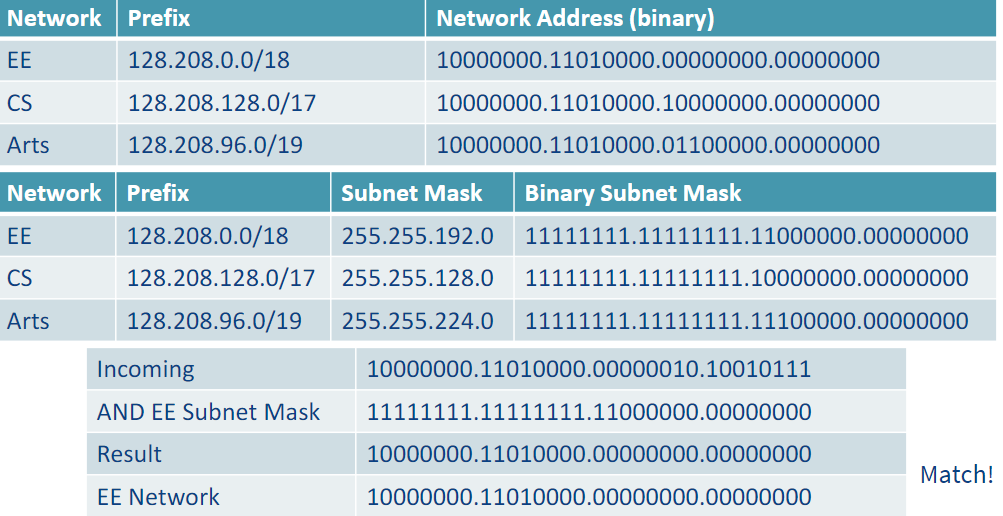 Network Prefix Network Address (binary)
EE 128.208.0.0/18 10000000.11010000.00000000.00000000
CS 128.208.128.0/17 10000000.11010000.10000000.00000000
Arts 128.208.96.0/19 10000000.11010000.01100000.00000000
Network Prefix Subnet Mask Binary Subnet Mask
EE 128.208.0.0/18 255.255.192.0 11111111.11111111.11000000.00000000
CS 128.208.128.0/17 255.255.128.0 11111111.11111111.10000000.00000000
Arts 128.208.96.0/19 255.255.224.0 11111111.11111111.11100000.00000000
Incoming 10000000.11010000.00000010.10010111
AND EE Subnet Mask 11111111.11111111.11000000.00000000
Result 10000000.11010000.00000000.00000000
Match!
EE Network 10000000.11010000.00000000.00000000